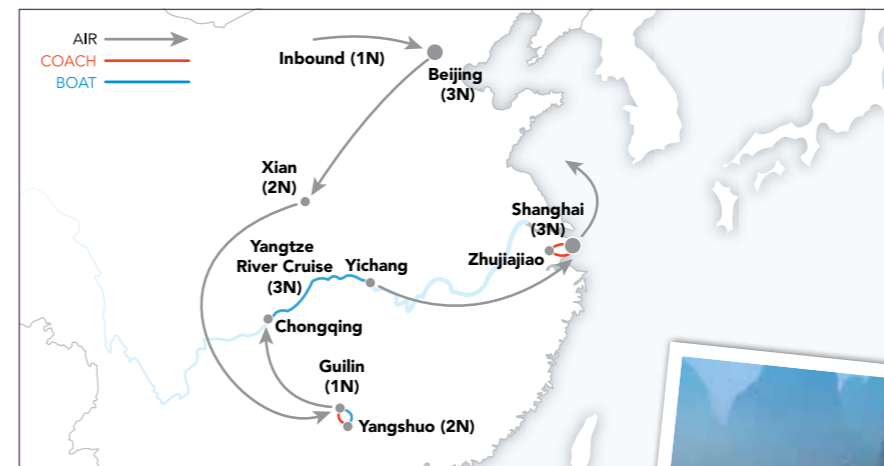 AIR
COACH
BOAT
Inbound (1N)
Beijing
(3N)
Xian
(2N)
Shanghai
(3N)
Zhujiajiao
Yangtze
River Cruise
(3N)
Yichang
Chongqing
Guilin
(1N)
Yangshuo (2N)